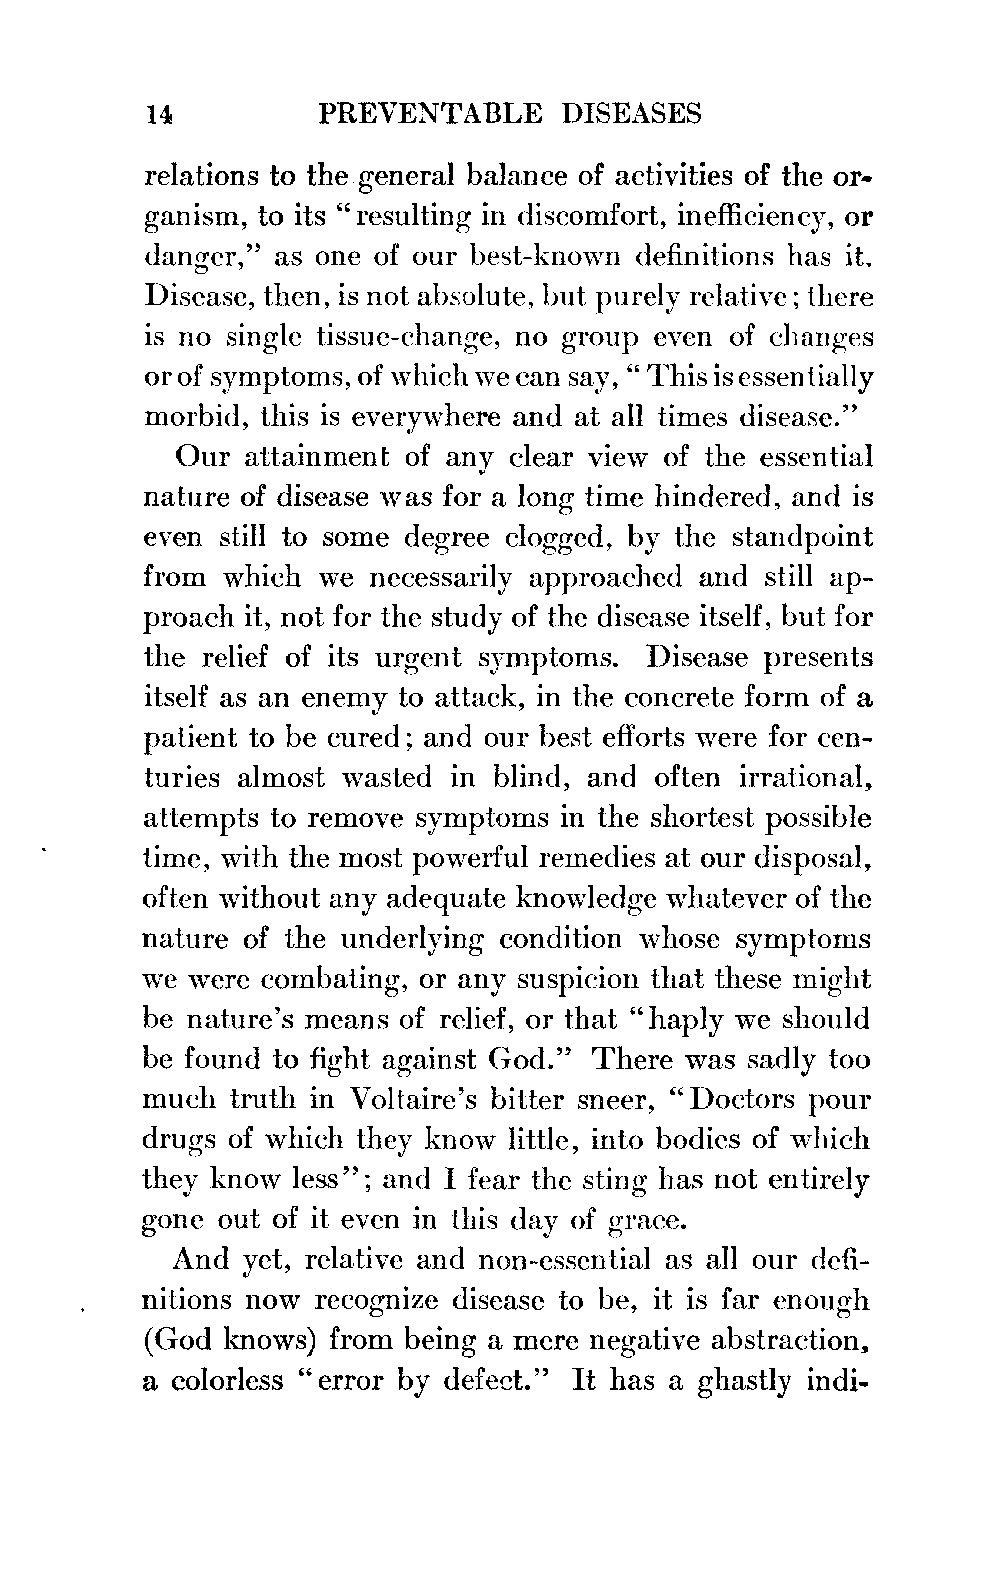 14 PREVENTABLE DISEASES
relations to the general balance of activities of the or-
ganism, to its “resulting in discomfort, inefficiency, or
danger,” as one of our best-known definitions has it.
Disease, then, is not absolute, but purely relative; there
is no single tissue-change, no group even of changes
or of symptoms, of which we can say, “This is essentially
morbid, this is everywhere and at all times disease.”
Our attainment of any clear view of the essential
nature of disease was for a long time hindered, and is
even still to some degree clogged, by the standpoint
from which we necessarily approached and still ap-
proach it, not for the study of the disease itself, but for
the relief of its urgent symptoms. Disease presents
itself as an enemy to attack, in the concrete form of a
patient to be cured; and our best efforts were for cen-
turies almost wasted in blind, and often irrational,
attempts to remove symptoms in the shortest possible
time, with the most powerful remedies at our disposal,
often without any adequate knowledge whatever of the
nature of the underlying condition whose symptoms
we were combating, or any suspicion that these might
be nature’s means of relief, or that “haply we should
be found to fight against God.” There was sadly too
much truth in Voltaire’s bitter sneer, “Doctors pour
drugs of which they know little, into bodies of which
they know less”; and I fear the sting has not entirely
gone out of it even in this day of grace.
And yet, relative and non-essential as all our defi-
nitions now recognize disease to be, it is far enough
(God knows) from being a mere negative abstraction,
a colorless “error by defect.” It has a ghastly indi-